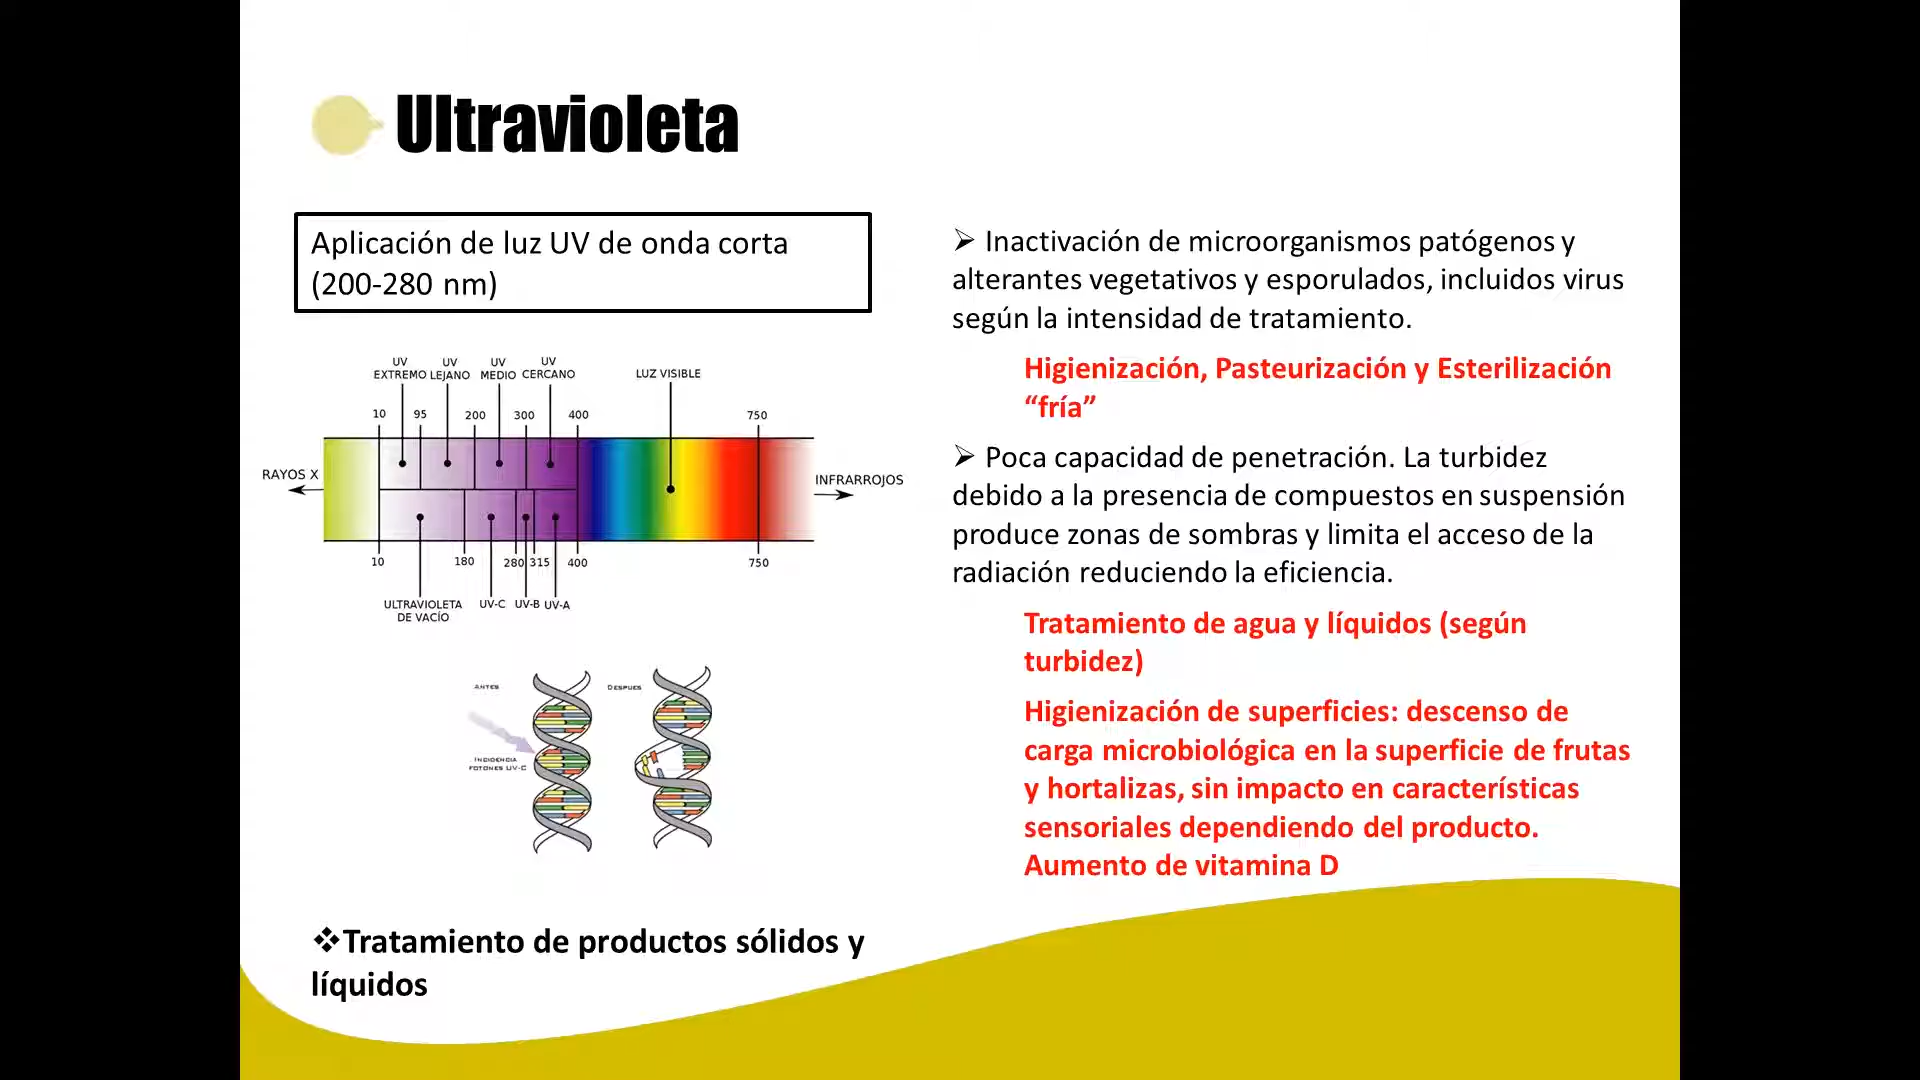 Ultravioleta
Aplicación de luz UV de onda corta
(200-280 nm)
UV
EXTREMO
UV
LEJANO
UV
MEDIO
UV
CERCANO
LUZ VISIBLE
10
95
200
300
400
750
RAYOS X
INFRARROJOS
10
180
280
315
400
750
ULTRAVIOLETA
DE VACÍO
UV-C
UV-B
UV-A
ANTES
DESPUES
INCIDENCIA
FOTONES UV-C
❖Tratamiento de productos sólidos y
líquidos
➢ Inactivación de microorganismos patógenos y
alterantes vegetativos y esporulados, incluidos virus
según la intensidad de tratamiento.
Higienización, Pasteurización y Esterilización
“fría”
➢ Poca capacidad de penetración. La turbidez
debido a la presencia de compuestos en suspensión
produce zonas de sombras y limita el acceso de la
radiación reduciendo la eficiencia.
Tratamiento de agua y líquidos (según
turbidez)
Higienización de superficies: descenso de
carga microbiológica en la superficie de frutas
y hortalizas, sin impacto en características
sensoriales dependiendo del producto.
Aumento de vitamina D